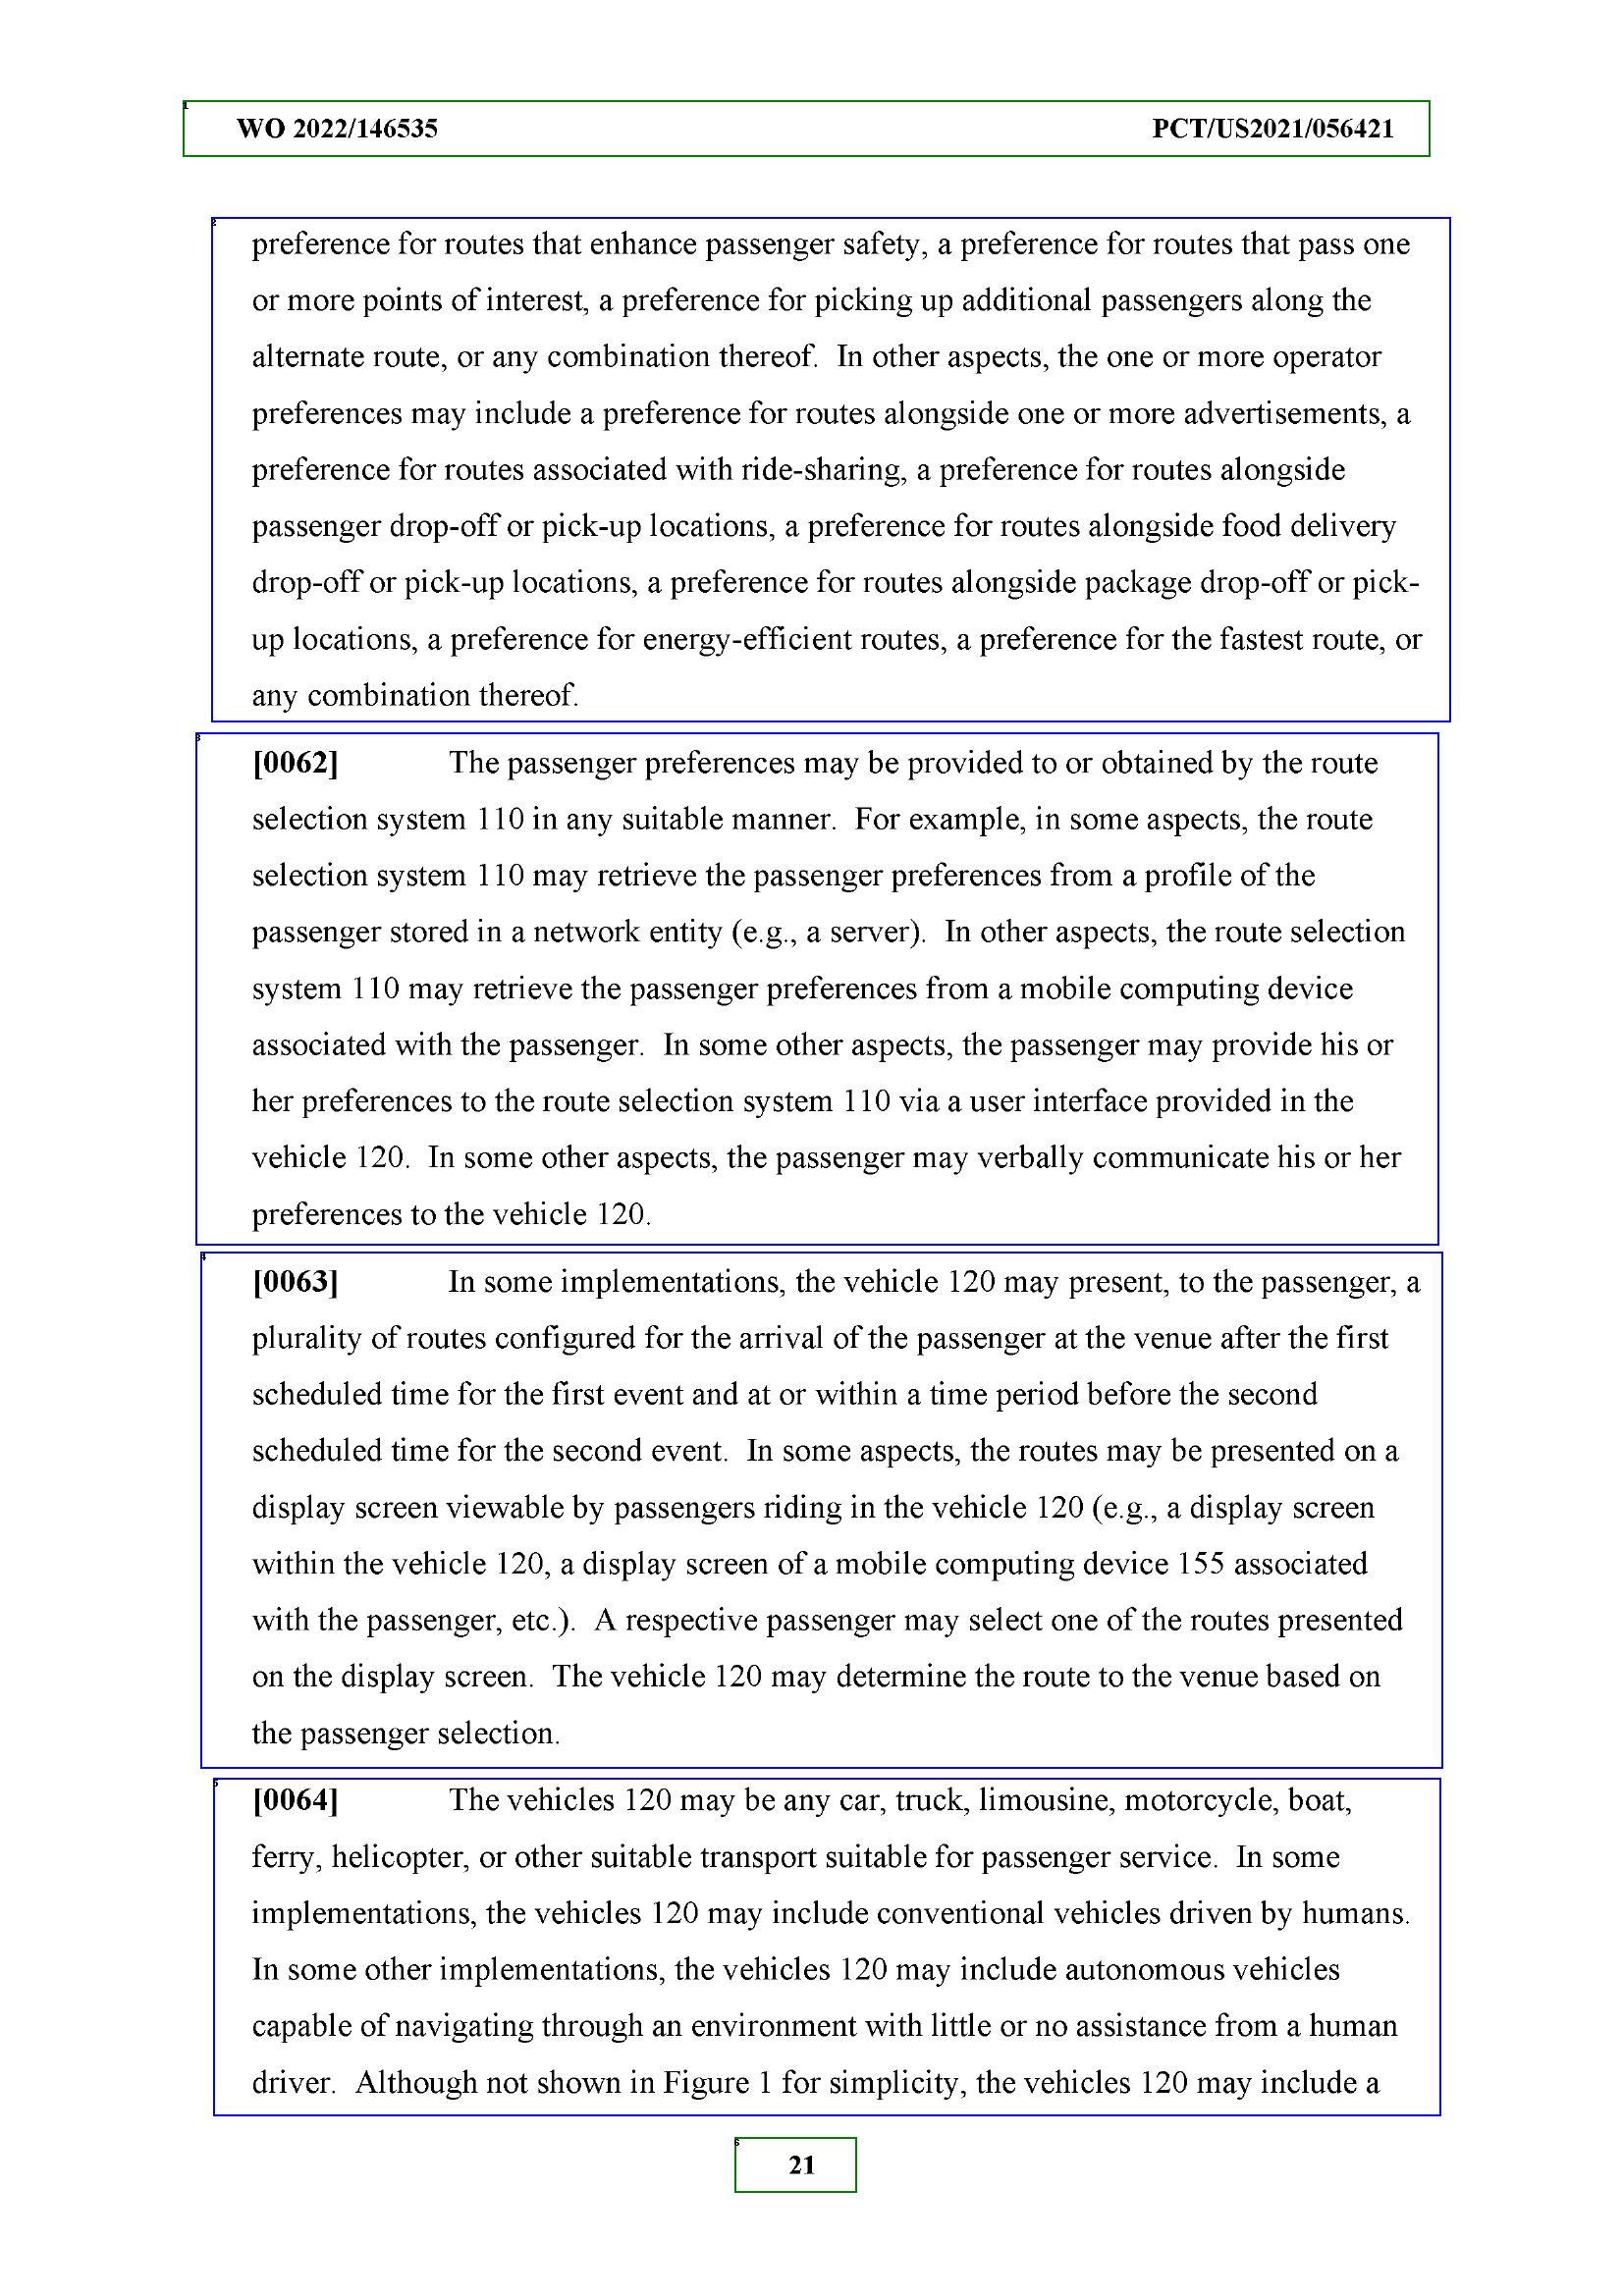 WO 2022/146535 PCT/US2021/056421
preference for routes that enhance passenger safety, a preference for routes that pass one
or more points of interest, a preference for picking up additional passengers along the
alternate route, or any combination thereof.  In other aspects, the one or more operator
preferences may include a preference for routes alongside one or more advertisements, a
preference for routes associated with ride-sharing, a preference for routes alongside
passenger drop-off or pick-up locations, a preference for routes alongside food delivery
drop-off or pick-up locations, a preference for routes alongside package drop-off or pick-
up locations, a preference for energy-efficient routes, a preference for the fastest route, or
any combination thereof.
[0062] The passenger preferences may be provided to or obtained by the route
selection system 110 in any suitable manner.  For example, in some aspects, the route
selection system 110 may retrieve the passenger preferences from a profile of the
passenger stored in a network entity (e.g., a server).  In other aspects, the route selection
system 110 may retrieve the passenger preferences from a mobile computing device
associated with the passenger.  In some other aspects, the passenger may provide his or
her preferences to the route selection system 110 via a user interface provided in the
vehicle 120.  In some other aspects, the passenger may verbally communicate his or her
preferences to the vehicle 120.
[0063] In some implementations, the vehicle 120 may present, to the passenger, a
plurality of routes configured for the arrival of the passenger at the venue after the first
scheduled time for the first event and at or within a time period before the second
scheduled time for the second event.  In some aspects, the routes may be presented on a
display screen viewable by passengers riding in the vehicle 120 (e.g., a display screen
within the vehicle 120, a display screen of a mobile computing device 155 associated
with the passenger, etc.).  A respective passenger may select one of the routes presented
on the display screen.  The vehicle 120 may determine the route to the venue based on
the passenger selection.
[0064] The vehicles 120 may be any car, truck, limousine, motorcycle, boat,
ferry, helicopter, or other suitable transport suitable for passenger service.  In some
implementations, the vehicles 120 may include conventional vehicles driven by humans.
In some other implementations, the vehicles 120 may include autonomous vehicles
capable of navigating through an environment with little or no assistance from a human
driver.  Although not shown in Figure 1 for simplicity, the vehicles 120 may include a
21